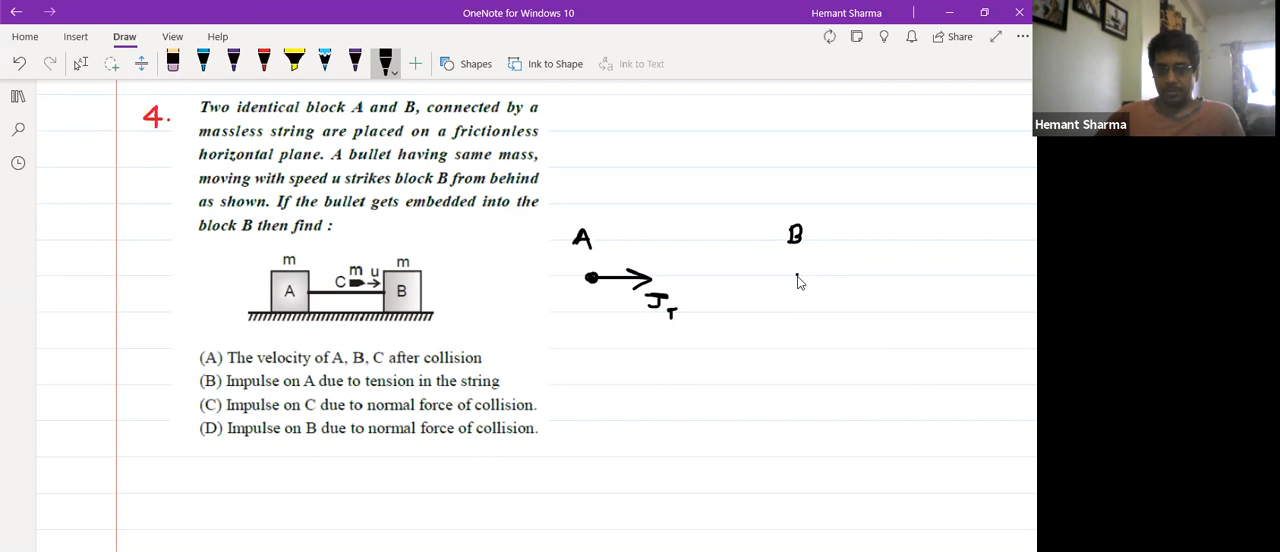 OneNote for Windows 10
Hemant Sharma
Home Insert Draw View Help
Share
Shapes Ink to Shape Ink to Text
Hemant Sharma
4.
Two identical block A and B, connected by a
massless string are placed on a frictionless
horizontal plane. A bullet having same mass,
moving with speed u strikes block B from behind
as shown. If the bullet gets embedded into the
block B then find :
m m u m
C
A B
(A) The velocity of A, B, C after collision
(B) Impulse on A due to tension in the string
(C) Impulse on C due to normal force of collision.
(D) Impulse on B due to normal force of collision.
A B
J_T